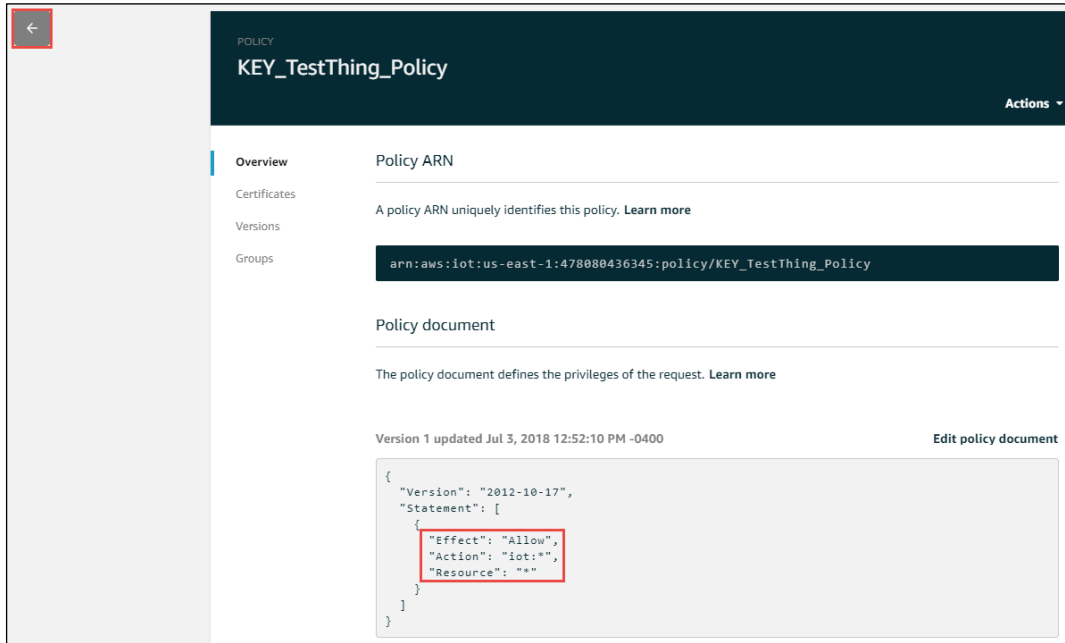 ←
POLICY
KEY_TestThing_Policy
Actions
Overview
Certificates
Versions
Groups
Policy ARN
A policy ARN uniquely identifies this policy. Learn more
arn:aws:iot:us-east-1:478080436345:policy/KEY_TestThing_Policy
Policy document
The policy document defines the privileges of the request. Learn more
Version 1 updated Jul 3, 2018 12:52:10 PM -0400 Edit policy document
{
  "Version": "2012-10-17",
  "Statement": [
    {
      "Effect": "Allow",
      "Action": "iot:*",
      "Resource": "*"
    }
  ]
}